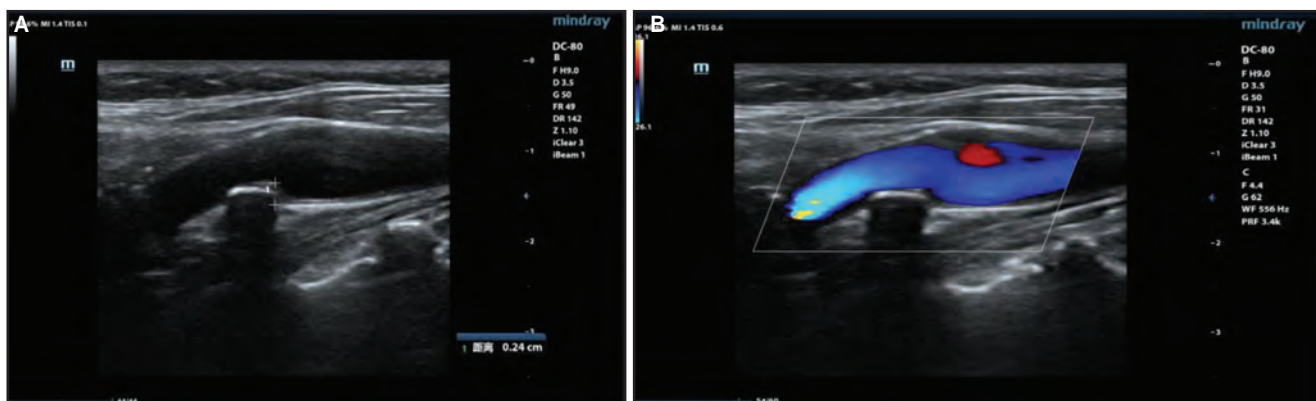 A
6% MI 1.4 TIS 0.1
mindray
m
DC-80
B
F H9.0
D 3.5
G 50
FR 49
DR 142
Z 1.10
iClear 3
iBeam 1
0
-1
-2
1 距离 0.24 cm
B
MI 1.4 TIS 0.6
mindray
26.1
m
DC-80
B
F H9.0
D 3.5
G 50
FR 31
DR 142
Z 1.10
iClear 3
iBeam 1
C
F 4.4
G 62
WF 556 Hz
PRF 3.4k
0
-1
-2
-3